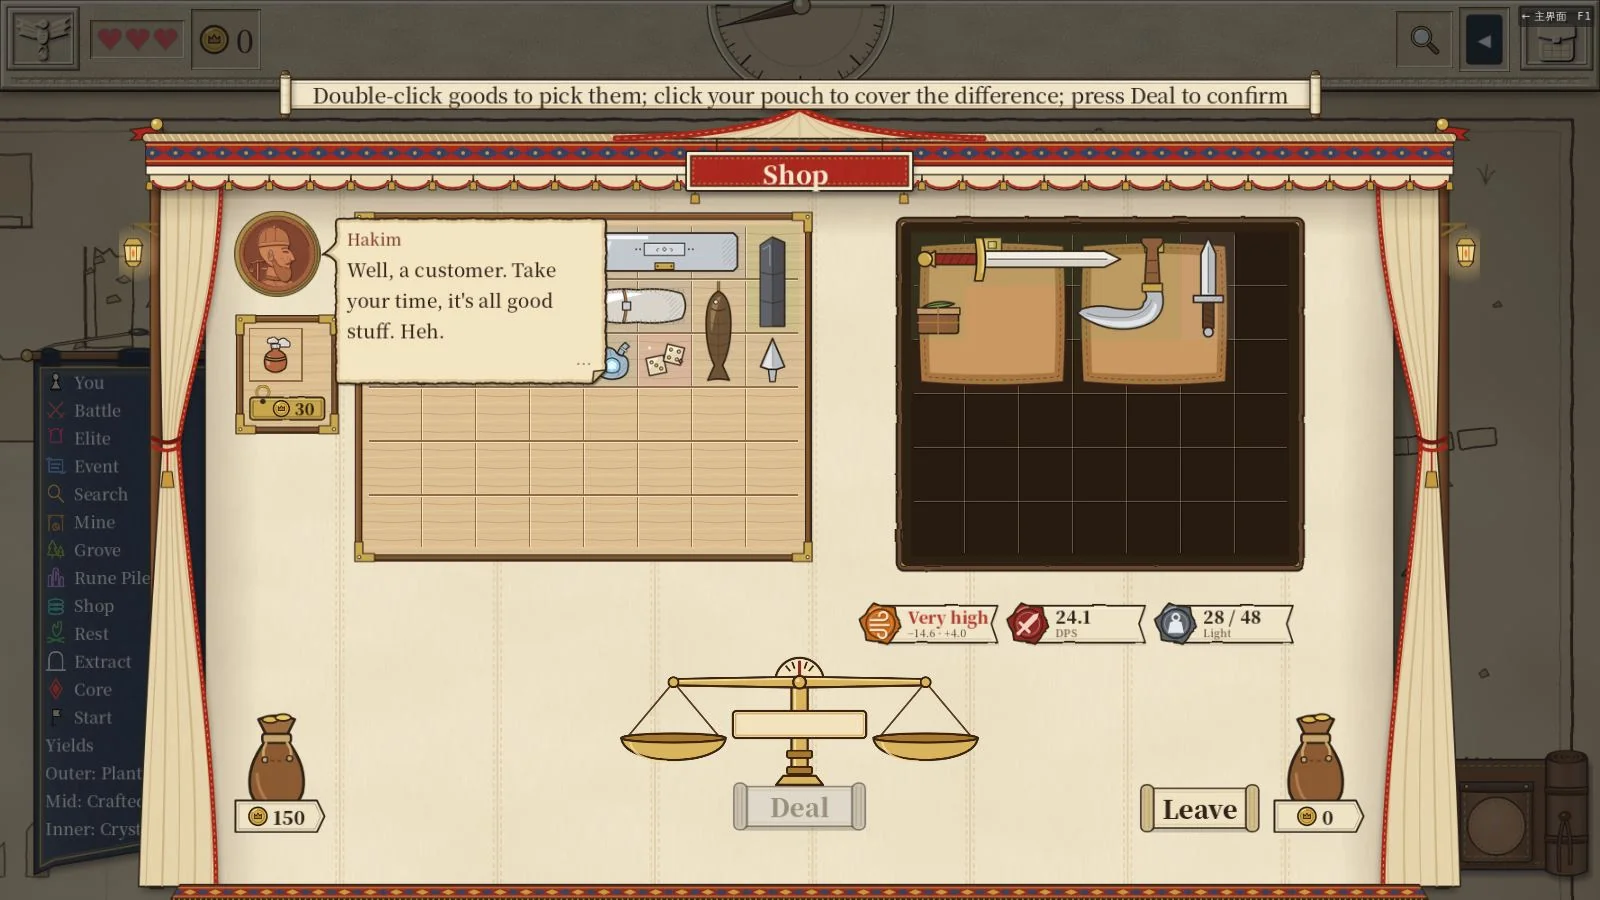 0
← 主界面 F1
Double-click goods to pick them; click your pouch to cover the difference; press Deal to confirm
Shop
Hakim
Well, a customer. Take
your time, it's all good
stuff. Heh.
...
30
You
Battle
Elite
Event
Search
Mine
Grove
Rune Pile
Shop
Rest
Extract
Core
Start
Yields
Outer: Plant
Mid: Crafted
Inner: Cryst
Very high
−14.6 · +4.0
24.1
DPS
28 / 48
Light
150
Deal
Leave
0